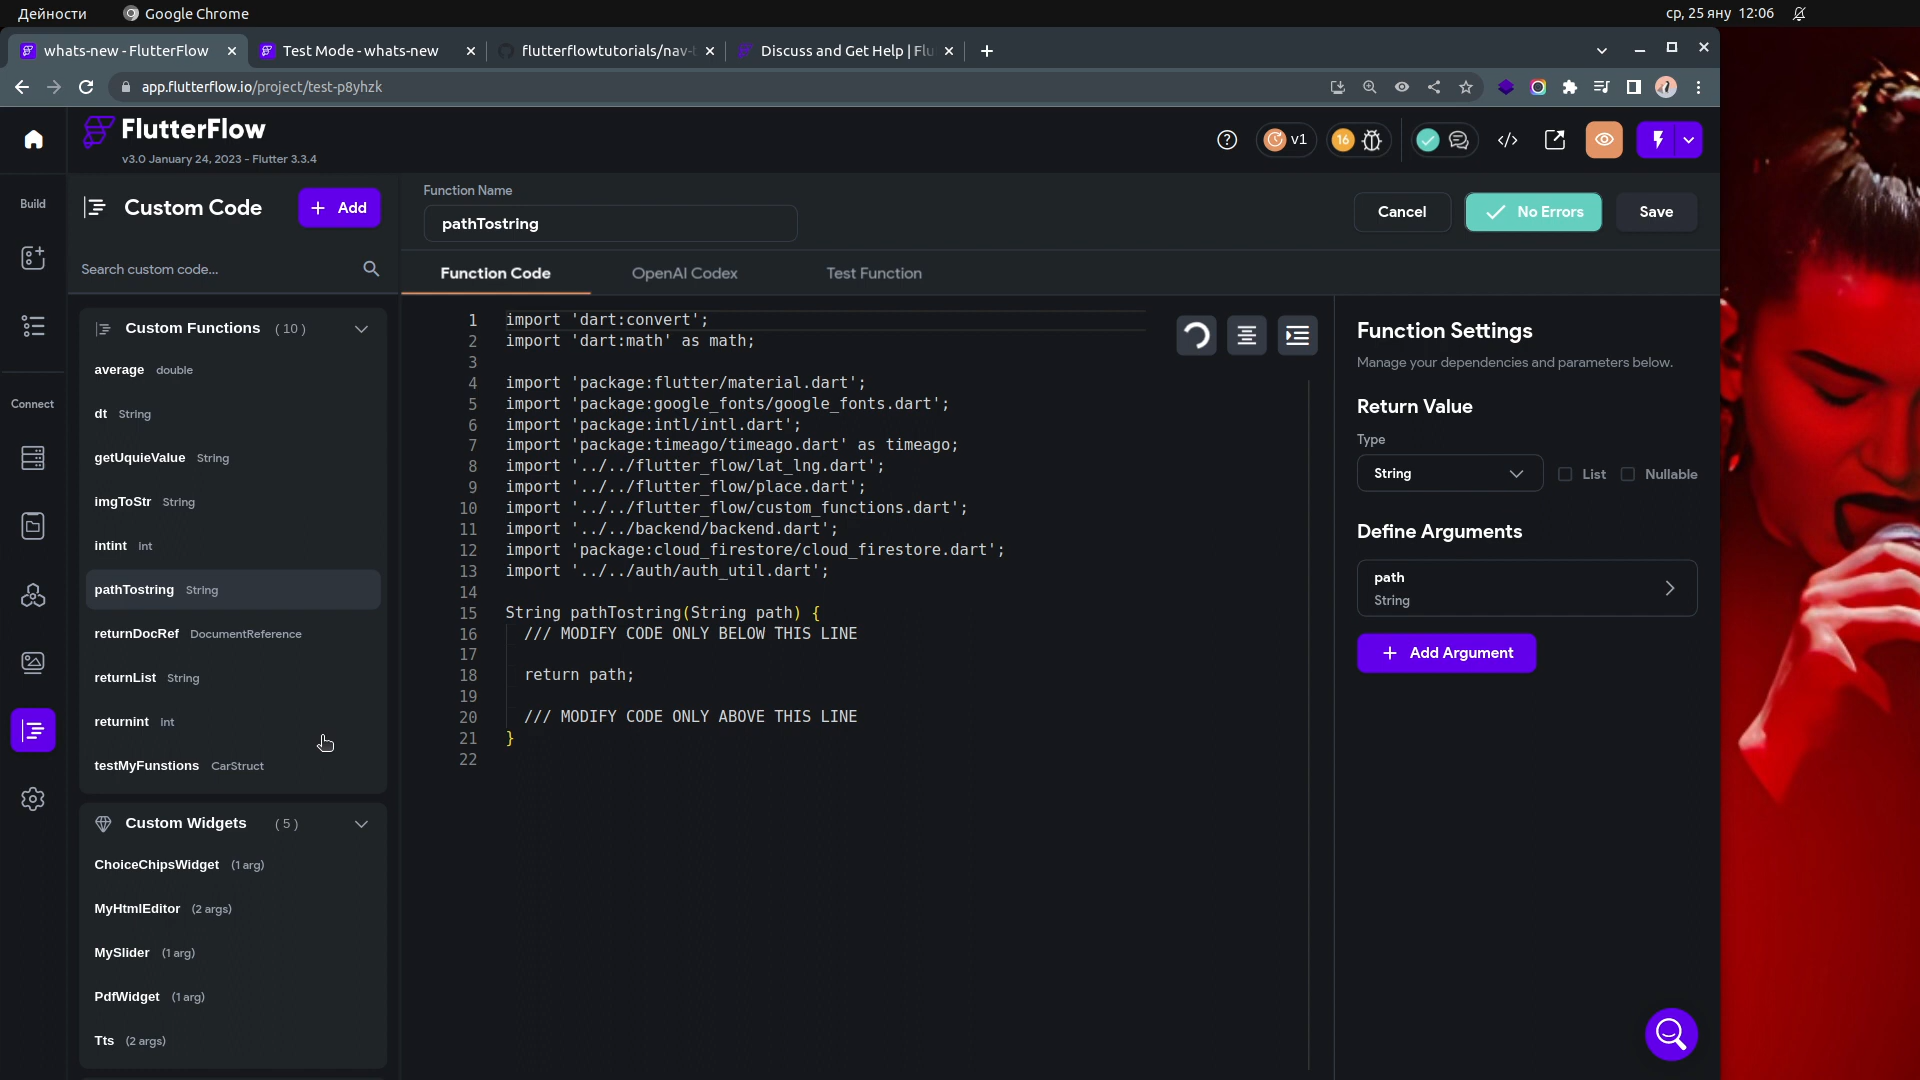 Дейности
Google Chrome
ср, 25 яну 12:06
whats-new - FlutterFlow
Test Mode - whats-new
flutterflowtutorials/nav-b
Discuss and Get Help | Flu
app.flutterflow.io/project/test-p8yhzk
FlutterFlow
v3.0 January 24, 2023 - Flutter 3.3.4
v1
16
Build
Connect
Custom Code
Add
Search custom code...
Custom Functions (10)
average double
dt String
getUquieValue String
imgToStr String
intint Int
pathTostring String
returnDocRef DocumentReference
returnList String
returnint Int
testMyFunstions CarStruct
Custom Widgets (5)
ChoiceChipsWidget (1 arg)
MyHtmlEditor (2 args)
MySlider (1 arg)
PdfWidget (1 arg)
Tts (2 args)
Function Name
pathTostring
Cancel
No Errors
Save
Function Code
OpenAI Codex
Test Function
1 import 'dart:convert';
2 import 'dart:math' as math;
3
4 import 'package:flutter/material.dart';
5 import 'package:google_fonts/google_fonts.dart';
6 import 'package:intl/intl.dart';
7 import 'package:timeago/timeago.dart' as timeago;
8 import '../../flutter_flow/lat_lng.dart';
9 import '../../flutter_flow/place.dart';
10 import '../../flutter_flow/custom_functions.dart';
11 import '../../backend/backend.dart';
12 import 'package:cloud_firestore/cloud_firestore.dart';
13 import '../../auth/auth_util.dart';
14
15 String pathTostring(String path) {
16 /// MODIFY CODE ONLY BELOW THIS LINE
17
18 return path;
19
20 /// MODIFY CODE ONLY ABOVE THIS LINE
21 }
22
Function Settings
Manage your dependencies and parameters below.
Return Value
Type
String
List
Nullable
Define Arguments
path
String
Add Argument